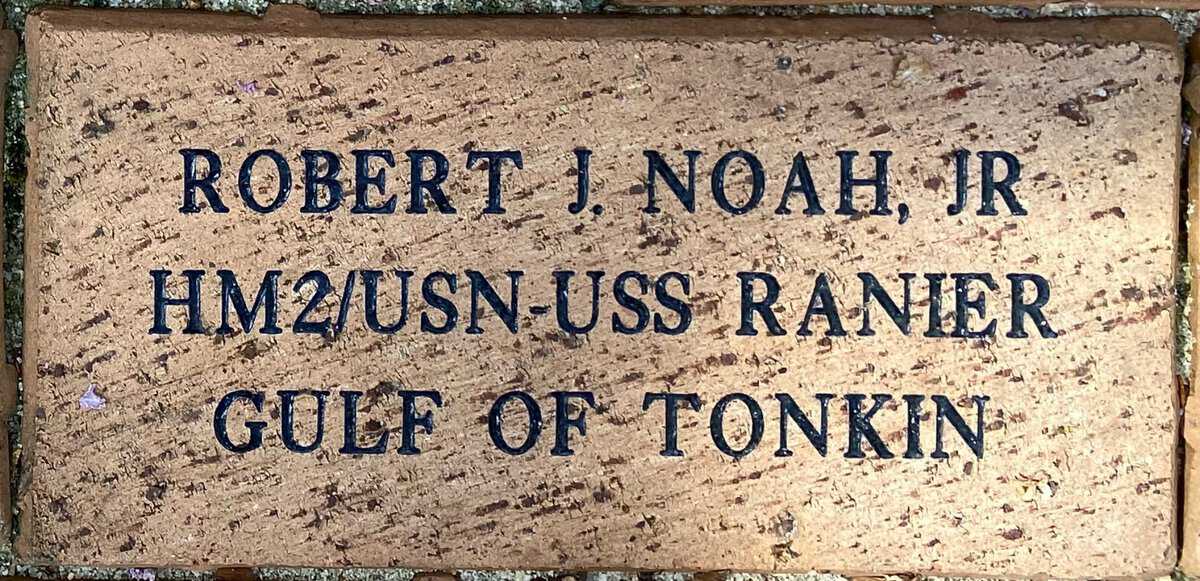 ROBERT J. NOAH, JR
HM2/USN-USS RANIER
GULF OF TONKIN